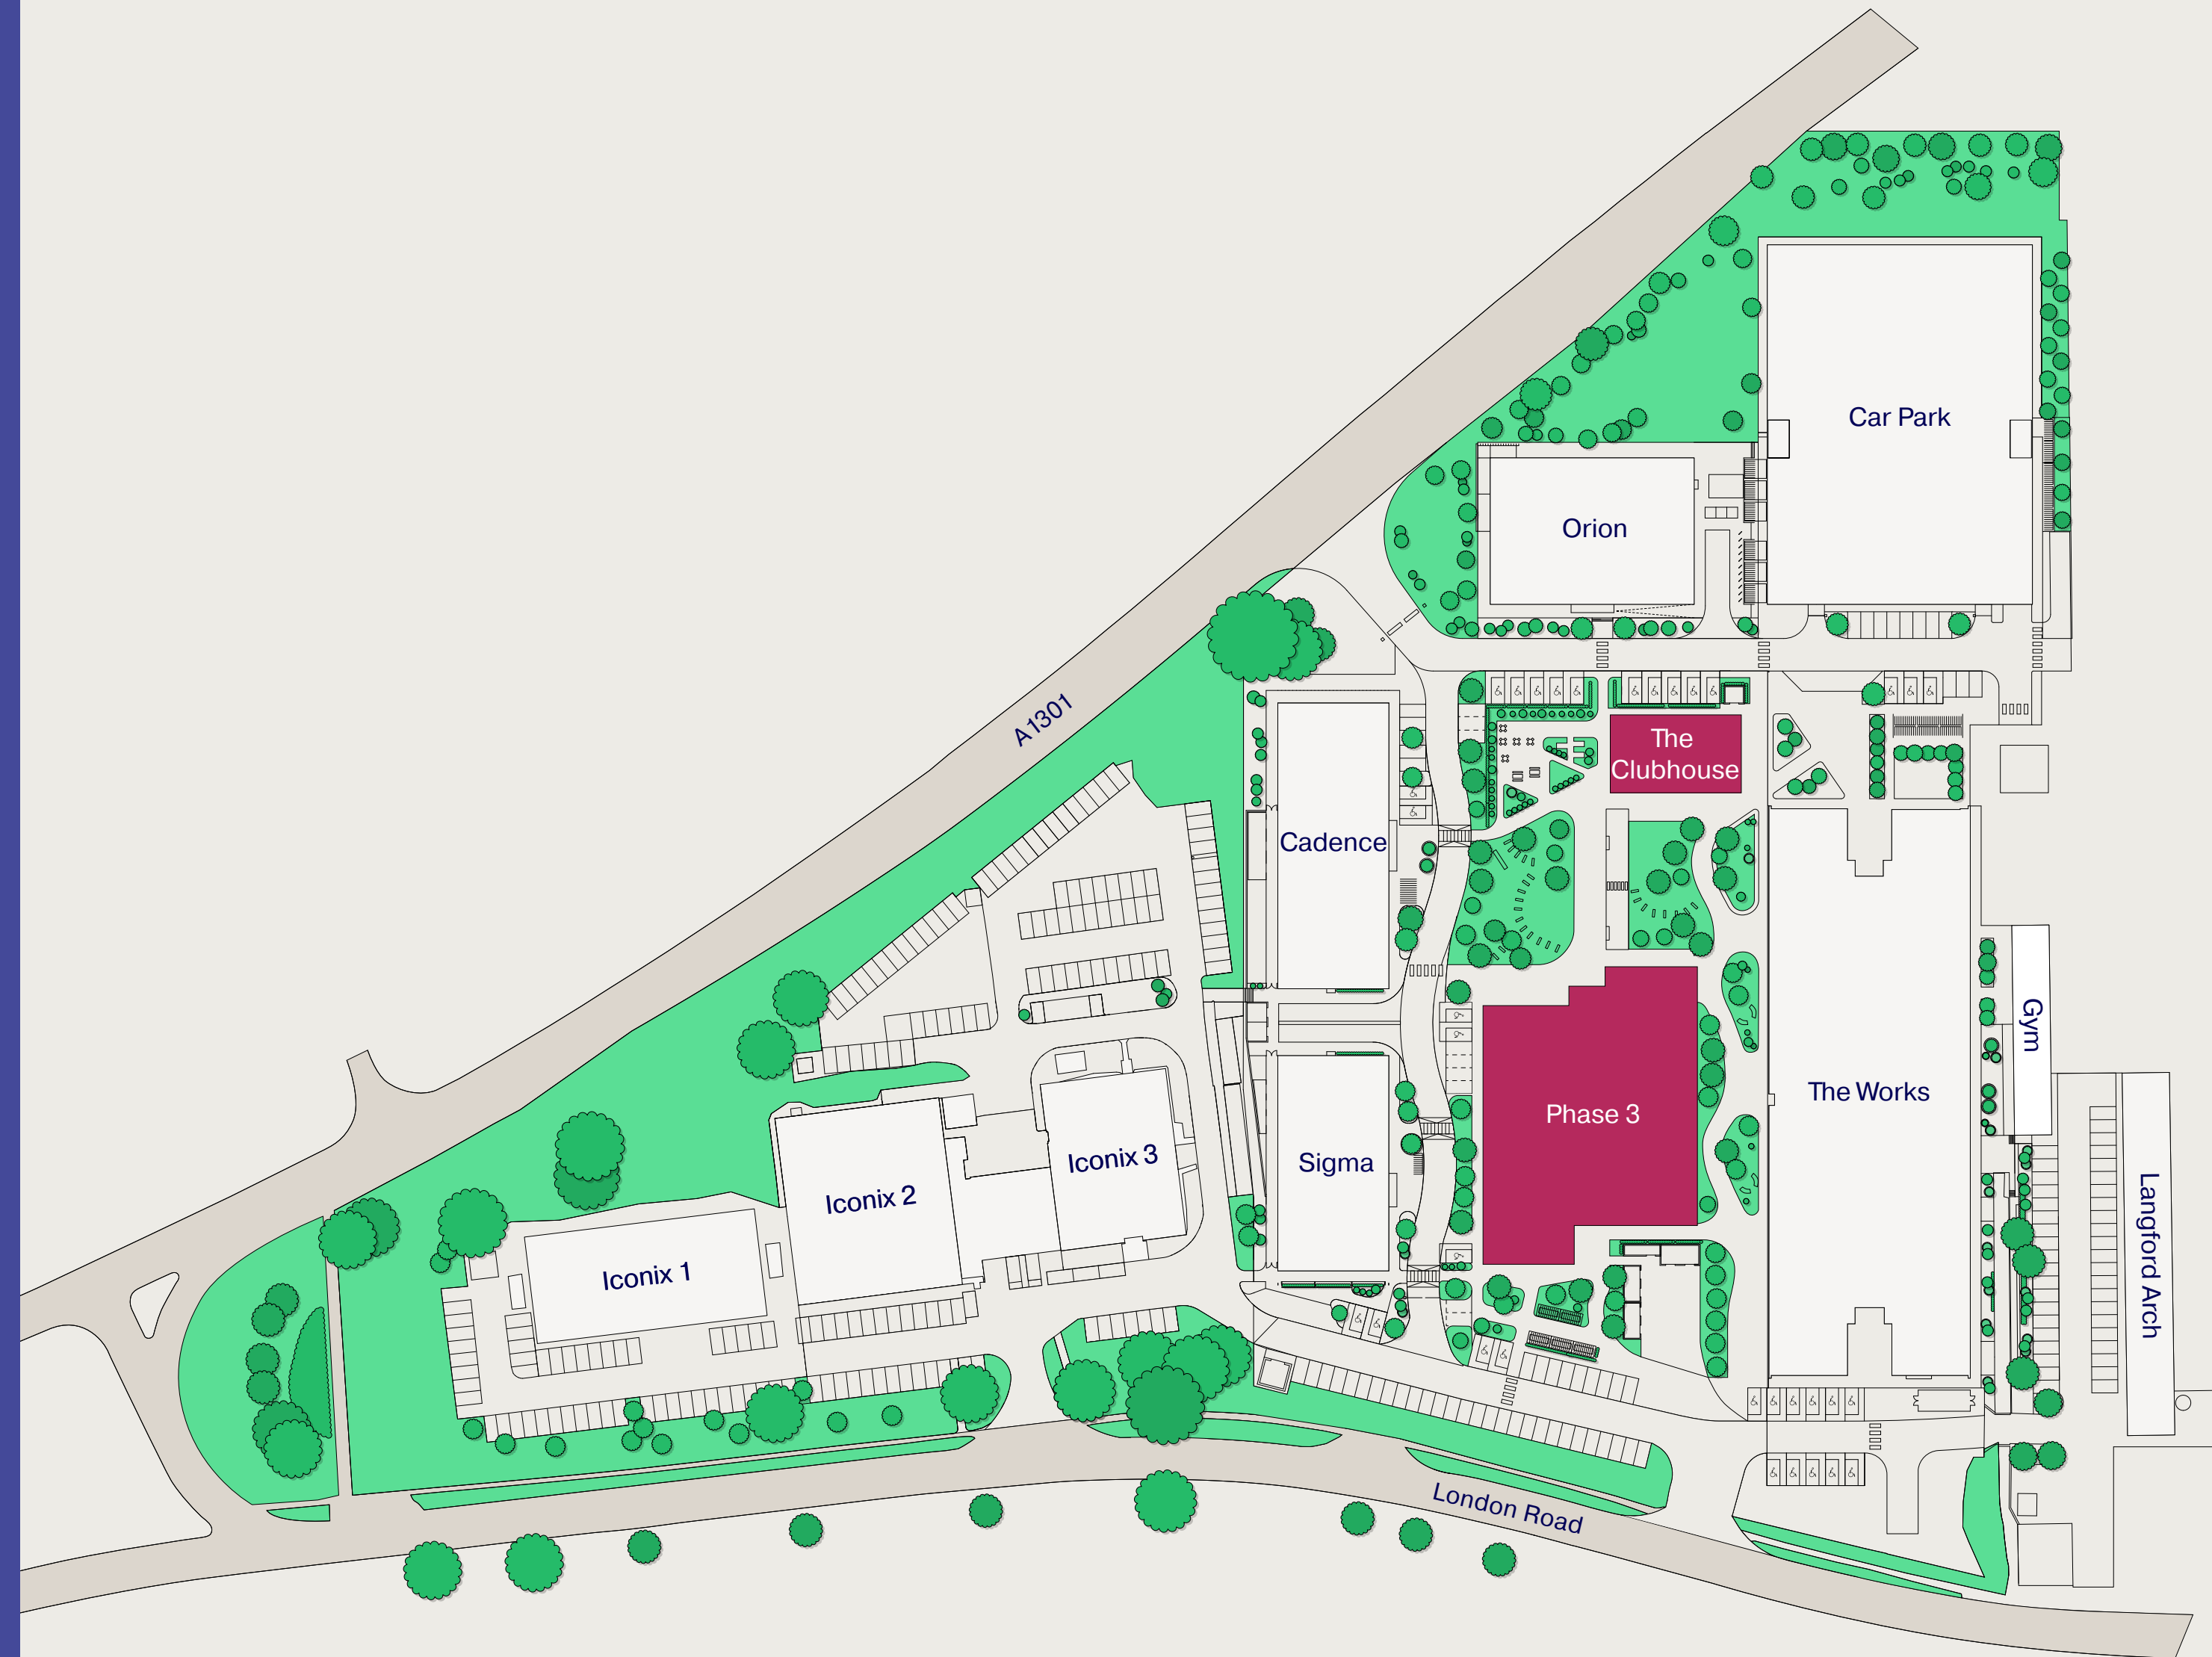 Car Park
Orion
A1301
The
Clubhouse
Cadence
Gym
The Works
Phase 3
Sigma
Iconix 3
Iconix 2
Iconix 1
Langford Arch
London Road